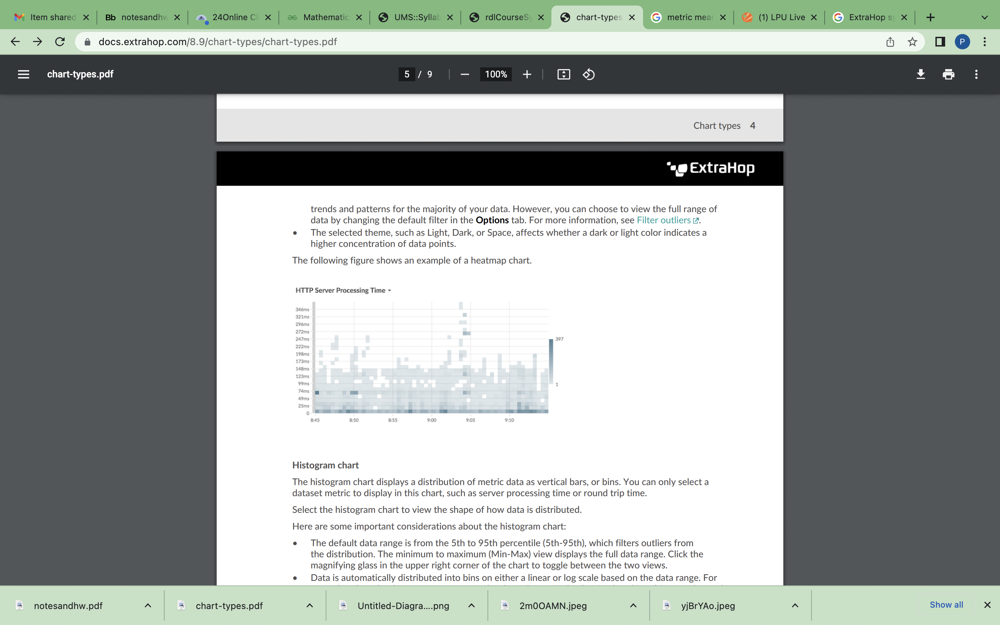 Item shared
Bb notesandhw
24Online Cl
Mathematic
UMS::Syllab
rdlCourseSy
chart-types
metric mear
(1) LPU Live
ExtraHop sy
docs.extrahop.com/8.9/chart-types/chart-types.pdf
P
chart-types.pdf
5 / 9
100%
Chart types 4
ExtraHop
trends and patterns for the majority of your data. However, you can choose to view the full range of
data by changing the default filter in the Options tab. For more information, see Filter outliers.
• The selected theme, such as Light, Dark, or Space, affects whether a dark or light color indicates a
higher concentration of data points.
The following figure shows an example of a heatmap chart.
HTTP Server Processing Time
346ms
321ms
296ms
272ms
247ms
222ms
198ms
173ms
148ms
123ms
99ms
74ms
49ms
25ms
0
8:45 8:50 8:55 9:00 9:05 9:10
397
1
Histogram chart
The histogram chart displays a distribution of metric data as vertical bars, or bins. You can only select a
dataset metric to display in this chart, such as server processing time or round trip time.
Select the histogram chart to view the shape of how data is distributed.
Here are some important considerations about the histogram chart:
• The default data range is from the 5th to 95th percentile (5th-95th), which filters outliers from
the distribution. The minimum to maximum (Min-Max) view displays the full data range. Click the
magnifying glass in the upper right corner of the chart to toggle between the two views.
• Data is automatically distributed into bins on either a linear or log scale based on the data range. For
notesandhw.pdf
chart-types.pdf
Untitled-Diagra....png
2m0OAMN.jpeg
yjBrYAo.jpeg
Show all